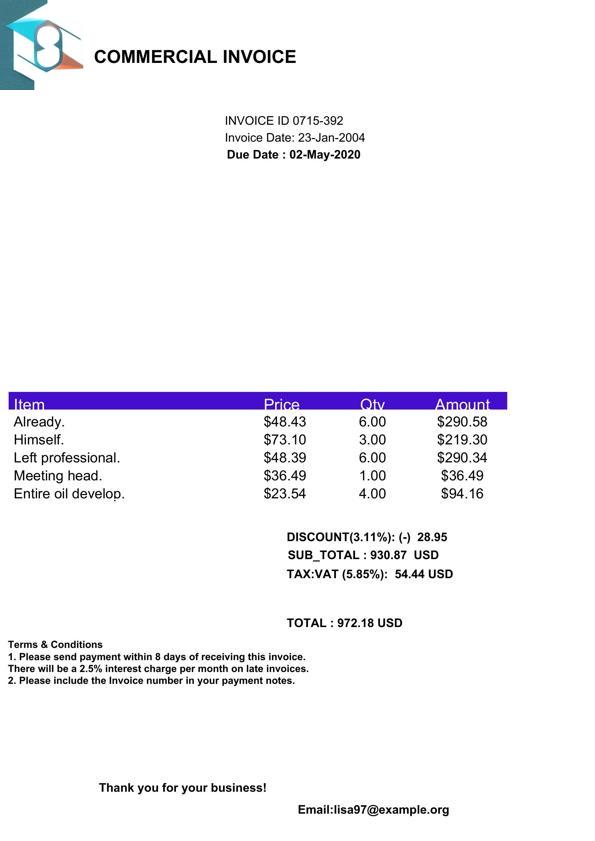 COMMERCIAL INVOICE
INVOICE ID 0715-392
Invoice Date: 23-Jan-2004
Due Date : 02-May-2020
Item Price Qty Amount
Already. $48.43 6.00 $290.58
Himself. $73.10 3.00 $219.30
Left professional. $48.39 6.00 $290.34
Meeting head. $36.49 1.00 $36.49
Entire oil develop. $23.54 4.00 $94.16
DISCOUNT(3.11%): (-) 28.95
SUB_TOTAL : 930.87 USD
TAX:VAT (5.85%): 54.44 USD
TOTAL : 972.18 USD
Terms & Conditions
1. Please send payment within 8 days of receiving this invoice.
There will be a 2.5% interest charge per month on late invoices.
2. Please include the Invoice number in your payment notes.
Thank you for your business!
Email:lisa97@example.org